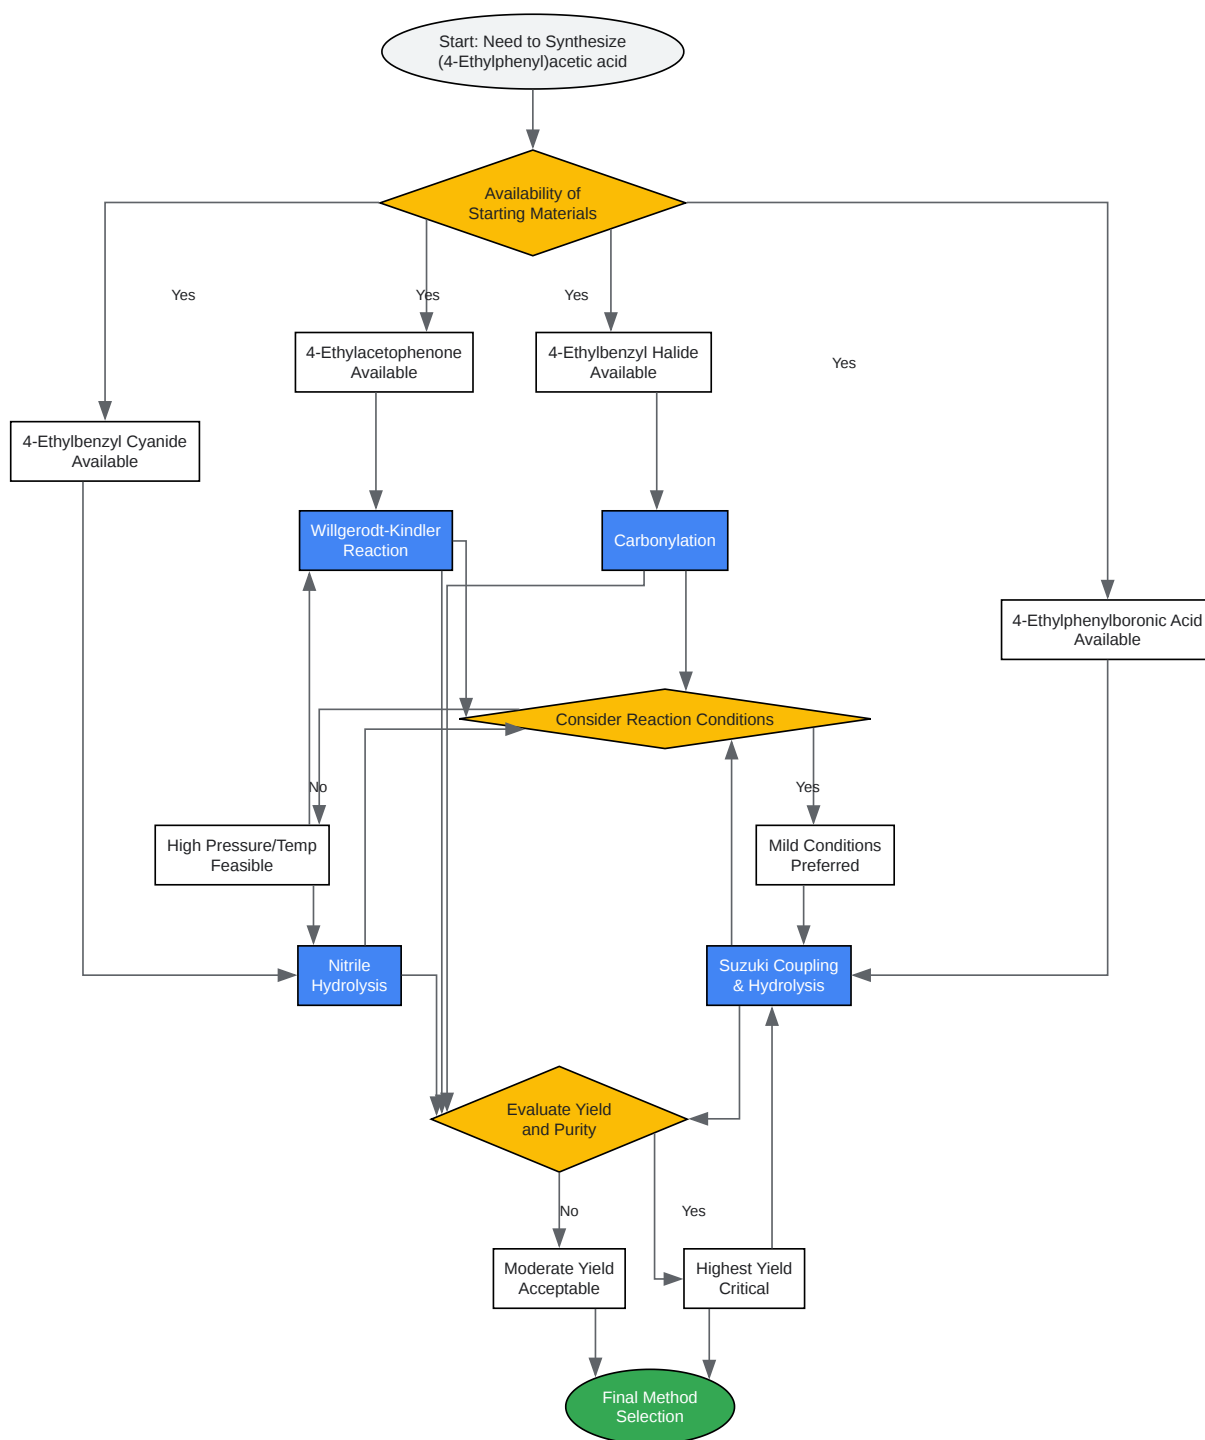 Start: Need to Synthesize
(4-Ethylphenyl)acetic acid
Availability of
Starting Materials
Yes
Yes
Yes
Yes
4-Ethylacetophenone
Available
4-Ethylbenzyl Halide
Available
4-Ethylbenzyl Cyanide
Available
Willgerodt-Kindler
Reaction
Carbonylation
4-Ethylphenylboronic Acid
Available
Consider Reaction Conditions
No
Yes
High Pressure/Temp
Feasible
Mild Conditions
Preferred
Nitrile
Hydrolysis
Suzuki Coupling
& Hydrolysis
Evaluate Yield
and Purity
No
Yes
Moderate Yield
Acceptable
Highest Yield
Critical
Final Method
Selection